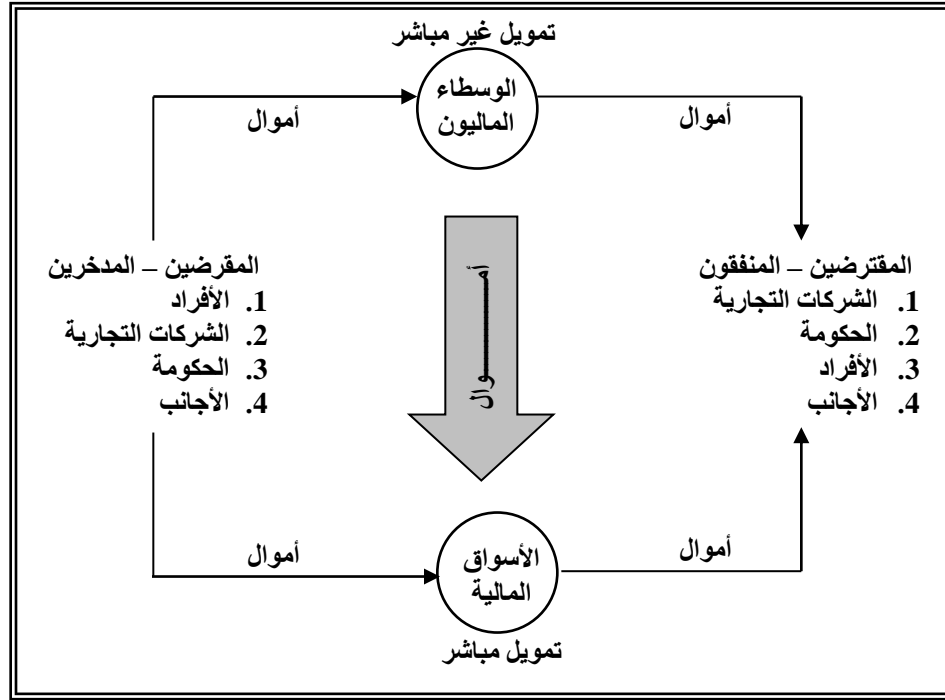 تمويل غير مباشر
الوسطاء
الماليون
أموال
أموال
المقترضين – المنفقون
1. الشركات التجارية
2. الحكومة
3. الأفراد
4. الأجانب
أمـــــــــوال
المقرضين – المدخرين
1. الأفراد
2. الشركات التجارية
3. الحكومة
4. الأجانب
أموال
أموال
الأسواق
المالية
تمويل مباشر